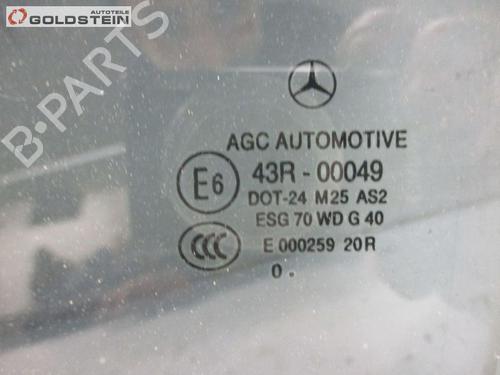 AUTOTEILE
GOLDSTEIN
B-PARTS
AGC AUTOMOTIVE
E6 43R - 00049
DOT-24 M25 AS2
ESG 70 WD G 40
CCC E 000259 20R
0 .